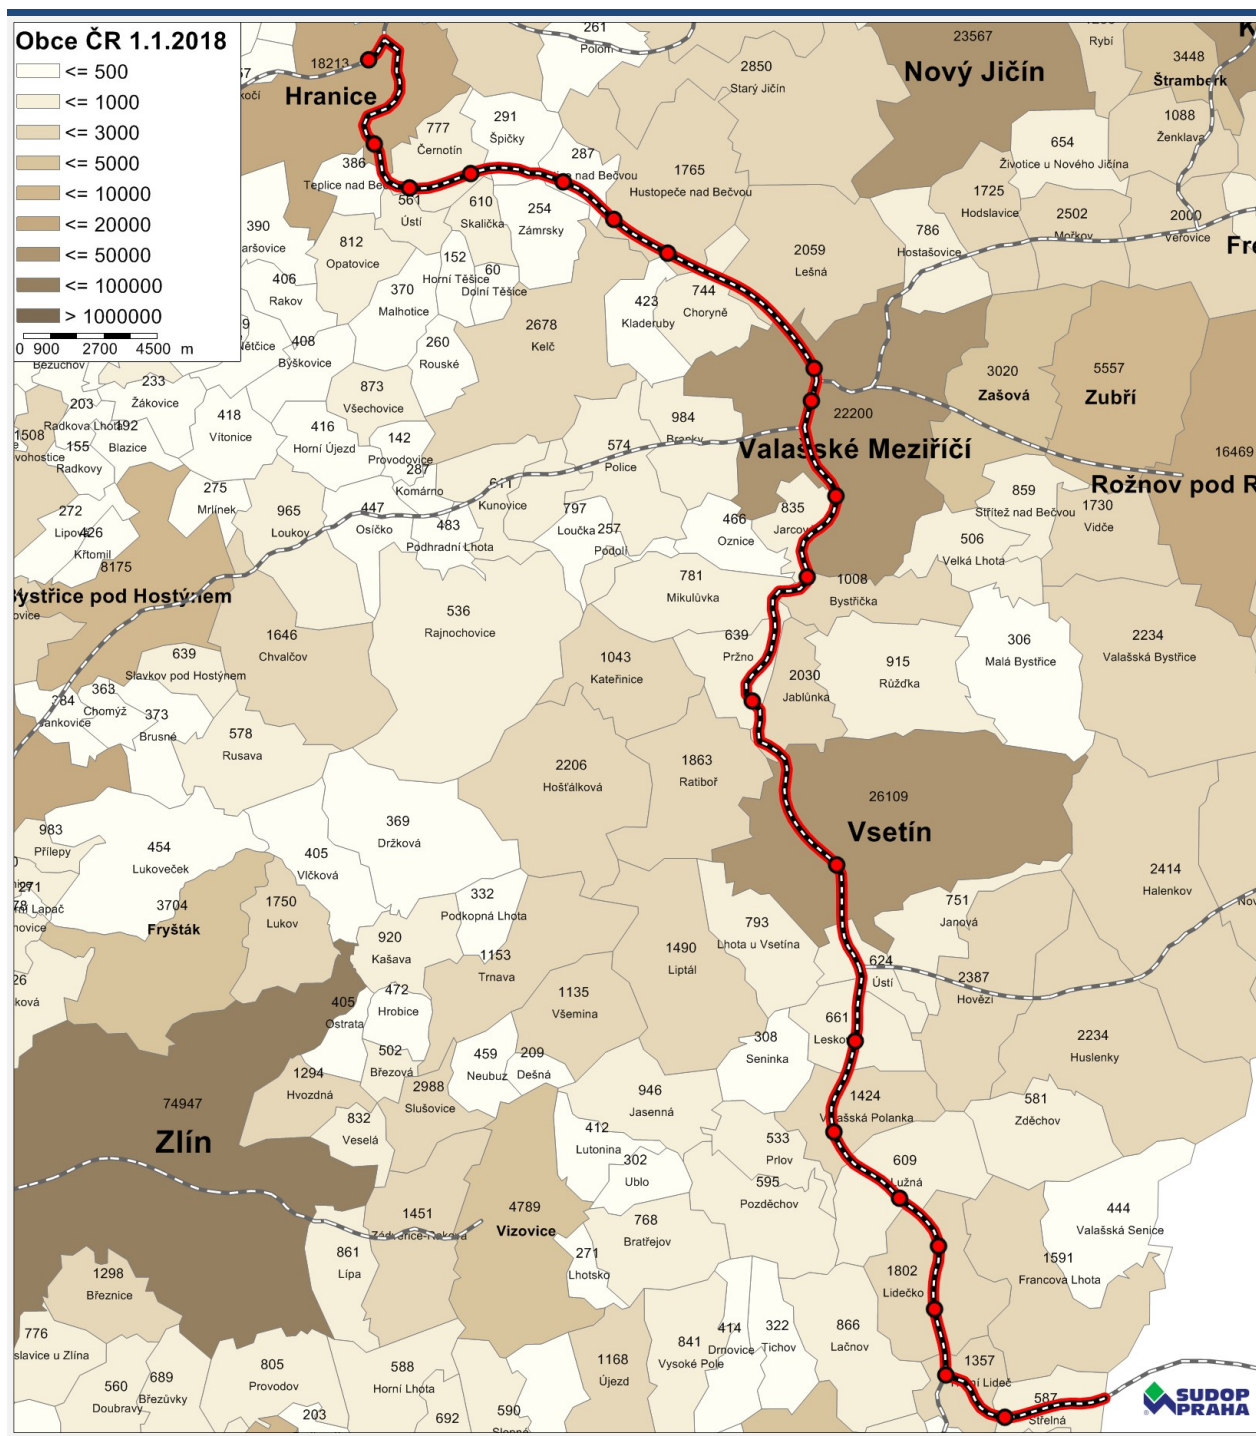 Obce ČR 1.1.2018
<= 500
<= 1000
<= 3000
<= 5000
<= 10000
<= 20000
<= 50000
<= 100000
> 1000000
0 900 2700 4500 m
18213
Hranice
261
Polom
2850
Starý Jičín
23567
Nový Jičín
Rybí
3448
Štramberk
1088
Ženklava
654
Životice u Nového Jičína
1725
Hodslavice
2502
Mořkov
2000
Veřovice
786
Hostašovice
777
Černotín
291
Špičky
287
386
561
Ústí
610
Skalička
254
Zámrsky
1765
Hustopeče nad Bečvou
2059
Lešná
390
812
Opatovice
152
Horní Těšice
60
Dolní Těšice
406
Rakov
370
Malhotice
423
Kladeruby
744
Choryně
408
Býškovice
260
Rouské
2678
Kelč
3020
Zašová
5557
Zubří
16469
Rožnov pod R
233
Žákovice
203
Radkova Lhota
192
Blazice
155
Radkovy
1508
418
Vítonice
873
Všechovice
416
Horní Újezd
142
Provodovice
287
Komárno
984
Branky
574
Police
22200
Valašské Meziříčí
275
Mrlínek
965
Loukov
447
Osíčko
483
Podhradní Lhota
Kunovice
797
Loučka
257
Podolí
466
Oznice
835
859
Střítež nad Bečvou
1730
Vidče
506
Velká Lhota
272
426
Křtomil
8175
781
Mikulůvka
1008
Bystřička
536
Rajnochovice
1646
Chvalčov
639
Slavkov pod Hostýnem
363
Chomýž
373
Brusné
578
Rusava
1043
Kateřinice
639
Pržno
2030
Jablůnka
915
Růžďka
306
Malá Bystřice
2234
Valašská Bystřice
2206
Hošťálková
1863
Ratiboř
26109
Vsetín
983
Přílepy
454
Lukoveček
405
Vlčková
369
Držková
271
3704
Fryšták
1750
Lukov
332
Podkopná Lhota
920
Kašava
1153
Trnava
1490
Liptál
793
Lhota u Vsetína
751
Janová
2414
Halenkov
624
Ústí
2387
Hovězí
405
Ostrata
472
Hrobice
1135
Všemina
661
308
Seninka
2234
Huslenky
502
Březová
459
Neubuz
209
Dešná
1294
Hvozdná
2988
Slušovice
946
Jasenná
1424
581
Zděchov
74947
Zlín
832
Veselá
412
Lutonina
302
Ublo
533
Prlov
595
Pozděchov
609
Lužná
444
Valašská Senice
1451
4789
Vizovice
768
Bratřejov
271
Lhotsko
861
Lípa
1802
Lidečko
1591
Francova Lhota
1298
Březnice
776
805
Provodov
588
Horní Lhota
560
Doubravy
689
Březůvky
1168
Újezd
841
Vysoké Pole
414
Drnovice
322
Tichov
866
Lačnov
1357
587
Střelná
203
692
590
SUDOP
PRAHA